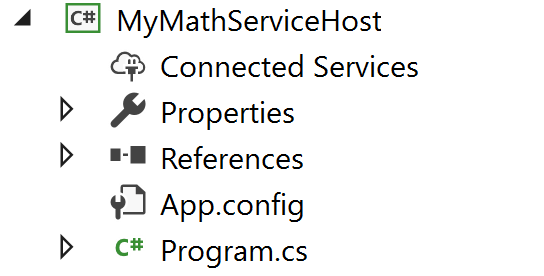 C# MyMathServiceHost
Connected Services
Properties
References
App.config
C# Program.cs